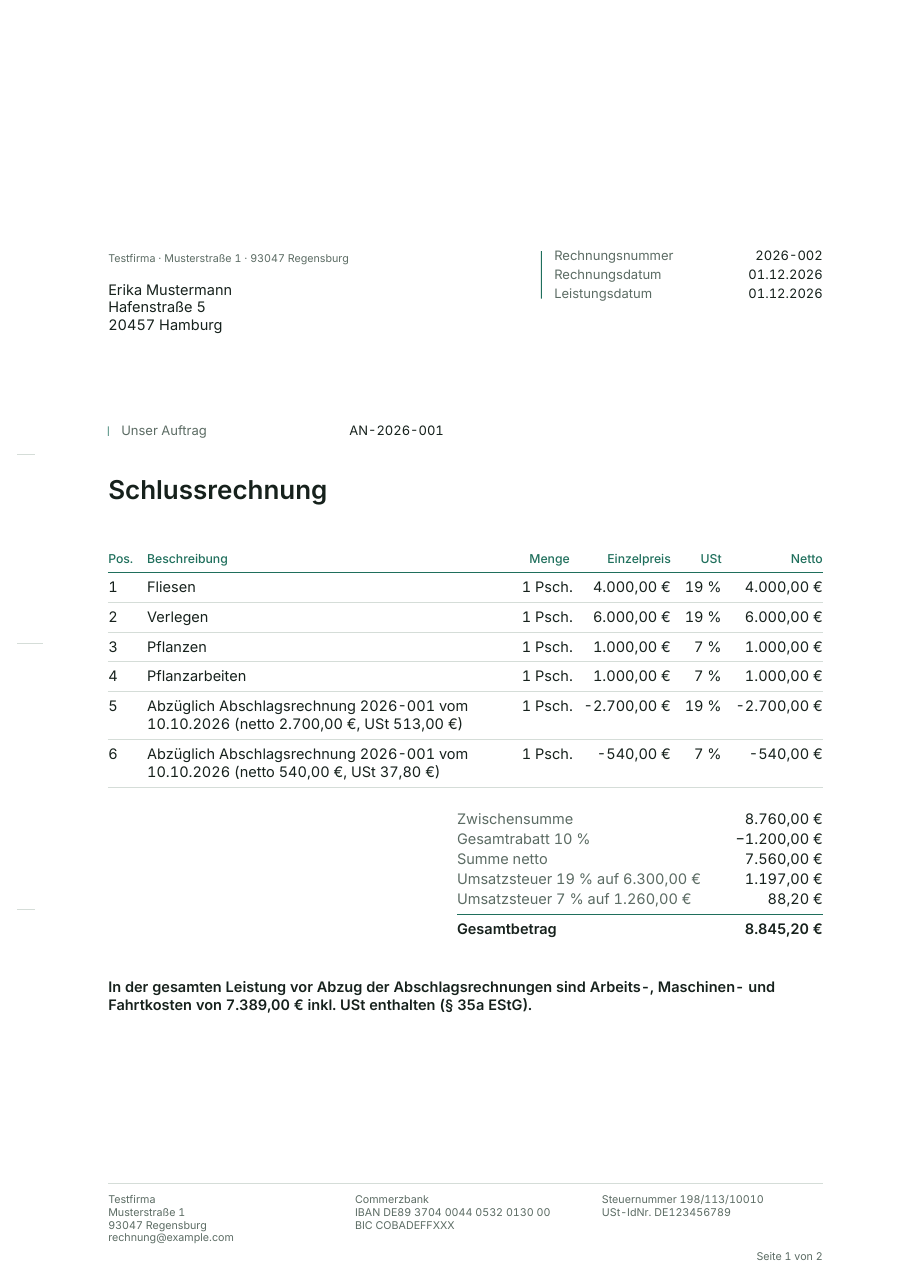 Testfirma · Musterstraße 1 · 93047 Regensburg
Erika Mustermann
Hafenstraße 5
20457 Hamburg
Rechnungsnummer 2026-002
Rechnungsdatum 01.12.2026
Leistungsdatum 01.12.2026
Unser Auftrag AN-2026-001
Schlussrechnung
Pos. Beschreibung Menge Einzelpreis USt Netto
1 Fliesen 1 Psch. 4.000,00 € 19 % 4.000,00 €
2 Verlegen 1 Psch. 6.000,00 € 19 % 6.000,00 €
3 Pflanzen 1 Psch. 1.000,00 € 7 % 1.000,00 €
4 Pflanzarbeiten 1 Psch. 1.000,00 € 7 % 1.000,00 €
5 Abzüglich Abschlagsrechnung 2026-001 vom 1 Psch. -2.700,00 € 19 % -2.700,00 €
10.10.2026 (netto 2.700,00 €, USt 513,00 €)
6 Abzüglich Abschlagsrechnung 2026-001 vom 1 Psch. -540,00 € 7 % -540,00 €
10.10.2026 (netto 540,00 €, USt 37,80 €)
Zwischensumme 8.760,00 €
Gesamtrabatt 10 % −1.200,00 €
Summe netto 7.560,00 €
Umsatzsteuer 19 % auf 6.300,00 € 1.197,00 €
Umsatzsteuer 7 % auf 1.260,00 € 88,20 €
Gesamtbetrag 8.845,20 €
In der gesamten Leistung vor Abzug der Abschlagsrechnungen sind Arbeits-, Maschinen- und
Fahrtkosten von 7.389,00 € inkl. USt enthalten (§ 35a EStG).
Testfirma
Musterstraße 1
93047 Regensburg
rechnung@example.com
Commerzbank
IBAN DE89 3704 0044 0532 0130 00
BIC COBADEFFXXX
Steuernummer 198/113/10010
USt-IdNr. DE123456789
Seite 1 von 2